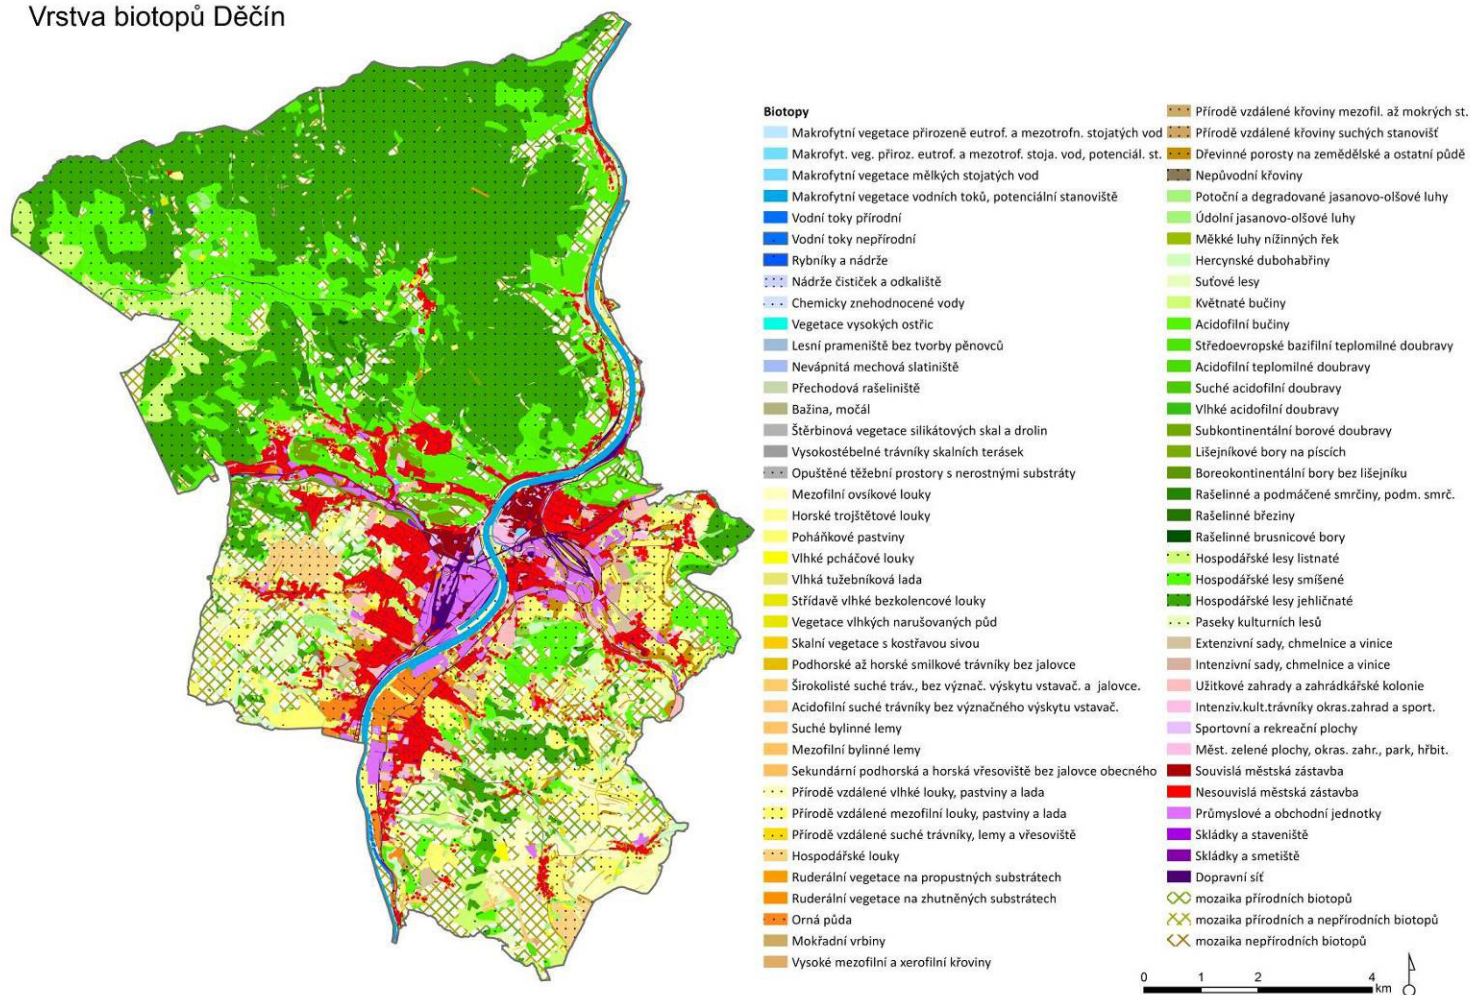 Vrstva biotopů Děčín
Biotopy
Makrofytní vegetace přirozeně eutrof. a mezotrofn. stojatých vod
Makrofyt. veg. přiroz. eutrof. a mezotrof. stoja. vod, potenciál. st.
Makrofytní vegetace mělkých stojatých vod
Makrofytní vegetace vodních toků, potenciální stanoviště
Vodní toky přírodní
Vodní toky nepřírodní
Rybníky a nádrže
Nádrže čističek a odkaliště
Chemicky znehodnocené vody
Vegetace vysokých ostřic
Lesní prameniště bez tvorby pěnovců
Nevápnitá mechová slatiniště
Přechodová rašeliniště
Bažina, močál
Štěrbinová vegetace silikátových skal a drolin
Vysokostébelné trávníky skalních terásek
Opuštěné těžební prostory s nerostnými substráty
Mezofilní ovsíkové louky
Horské trojštětové louky
Poháňkové pastviny
Vlhké pcháčové louky
Vlhká tužebníková lada
Střídavě vlhké bezkolencové louky
Vegetace vlhkých narušovaných půd
Skalní vegetace s kostřavou sivou
Podhorské až horské smilkové trávníky bez jalovce
Širokolisté suché tráv., bez význač. výskytu vstavač. a jalovce.
Acidofilní suché trávníky bez význačného výskytu vstavač.
Suché bylinné lemy
Mezofilní bylinné lemy
Sekundární podhorská a horská vřesoviště bez jalovce obecného
Přírodě vzdálené vlhké louky, pastviny a lada
Přírodě vzdálené mezofilní louky, pastviny a lada
Přírodě vzdálené suché trávníky, lemy a vřesoviště
Hospodářské louky
Ruderální vegetace na propustných substrátech
Ruderální vegetace na zhutněných substrátech
Orná půda
Mokřadní vrbiny
Vysoké mezofilní a xerofilní křoviny
Přírodě vzdálené křoviny mezofil. až mokrých st.
Přírodě vzdálené křoviny suchých stanovišť
Dřevinné porosty na zemědělské a ostatní půdě
Nepůvodní křoviny
Potoční a degradované jasanovo-olšové luhy
Údolní jasanovo-olšové luhy
Měkké luhy nížinných řek
Hercynské dubohabřiny
Suťové lesy
Květnaté bučiny
Acidofilní bučiny
Středoevropské bazifilní teplomilné doubravy
Acidofilní teplomilné doubravy
Suché acidofilní doubravy
Vlhké acidofilní doubravy
Subkontinentální borové doubravy
Lišejníkové bory na píscích
Boreokontinentální bory bez lišejníku
Rašelinné a podmáčené smrčiny, podm. smrč.
Rašelinné březiny
Rašelinné brusnicové bory
Hospodářské lesy listnaté
Hospodářské lesy smíšené
Hospodářské lesy jehličnaté
Paseky kulturních lesů
Extenzivní sady, chmelnice a vinice
Intenzivní sady, chmelnice a vinice
Užitkové zahrady a zahrádkářské kolonie
Intenziv.kult.trávníky okras.zahrad a sport.
Sportovní a rekreační plochy
Měst. zelené plochy, okras. zahr., park, hřbit.
Souvislá městská zástavba
Nesouvislá městská zástavba
Průmyslové a obchodní jednotky
Skládky a staveniště
Skládky a smetiště
Dopravní síť
mozaika přírodních biotopů
mozaika přírodních a nepřírodních biotopů
mozaika nepřírodních biotopů
0 1 2 4
km